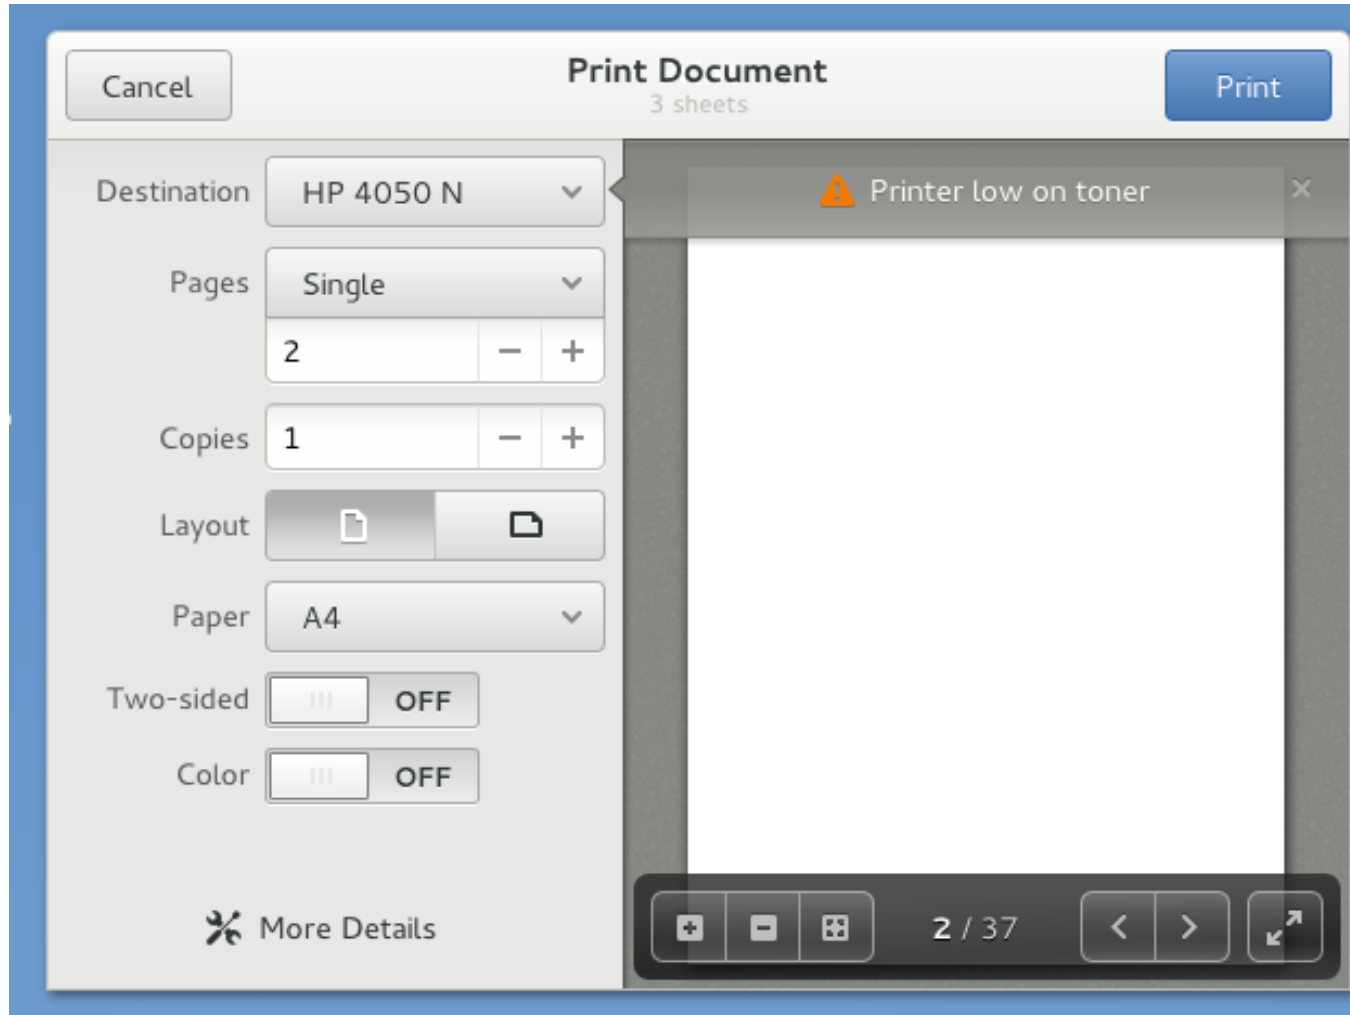 Cancel
Print Document
3 sheets
Print
Destination
HP 4050 N
Printer low on toner
Pages
Single
2
Copies
1
Layout
Paper
A4
Two-sided
OFF
Color
OFF
More Details
2 / 37